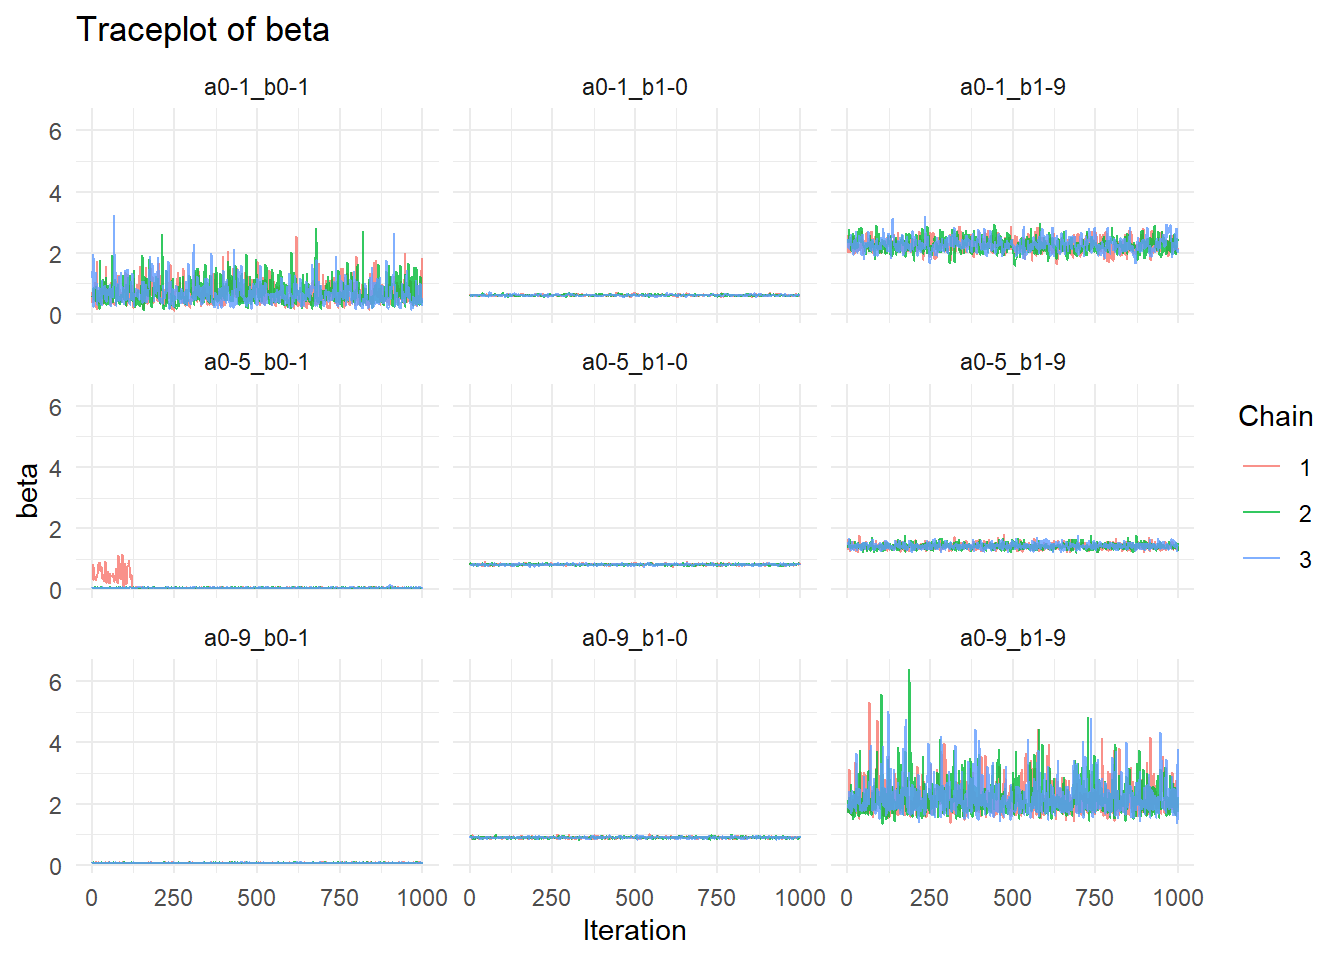 Traceplot of beta
a0-1_b0-1 a0-1_b1-0 a0-1_b1-9
6
4
2
0
a0-5_b0-1 a0-5_b1-0 a0-5_b1-9
6
4
2
0
a0-9_b0-1 a0-9_b1-0 a0-9_b1-9
6
4
2
0
0 250 500 750 1000 0 250 500 750 1000 0 250 500 750 1000
Iteration
beta
Chain
1
2
3